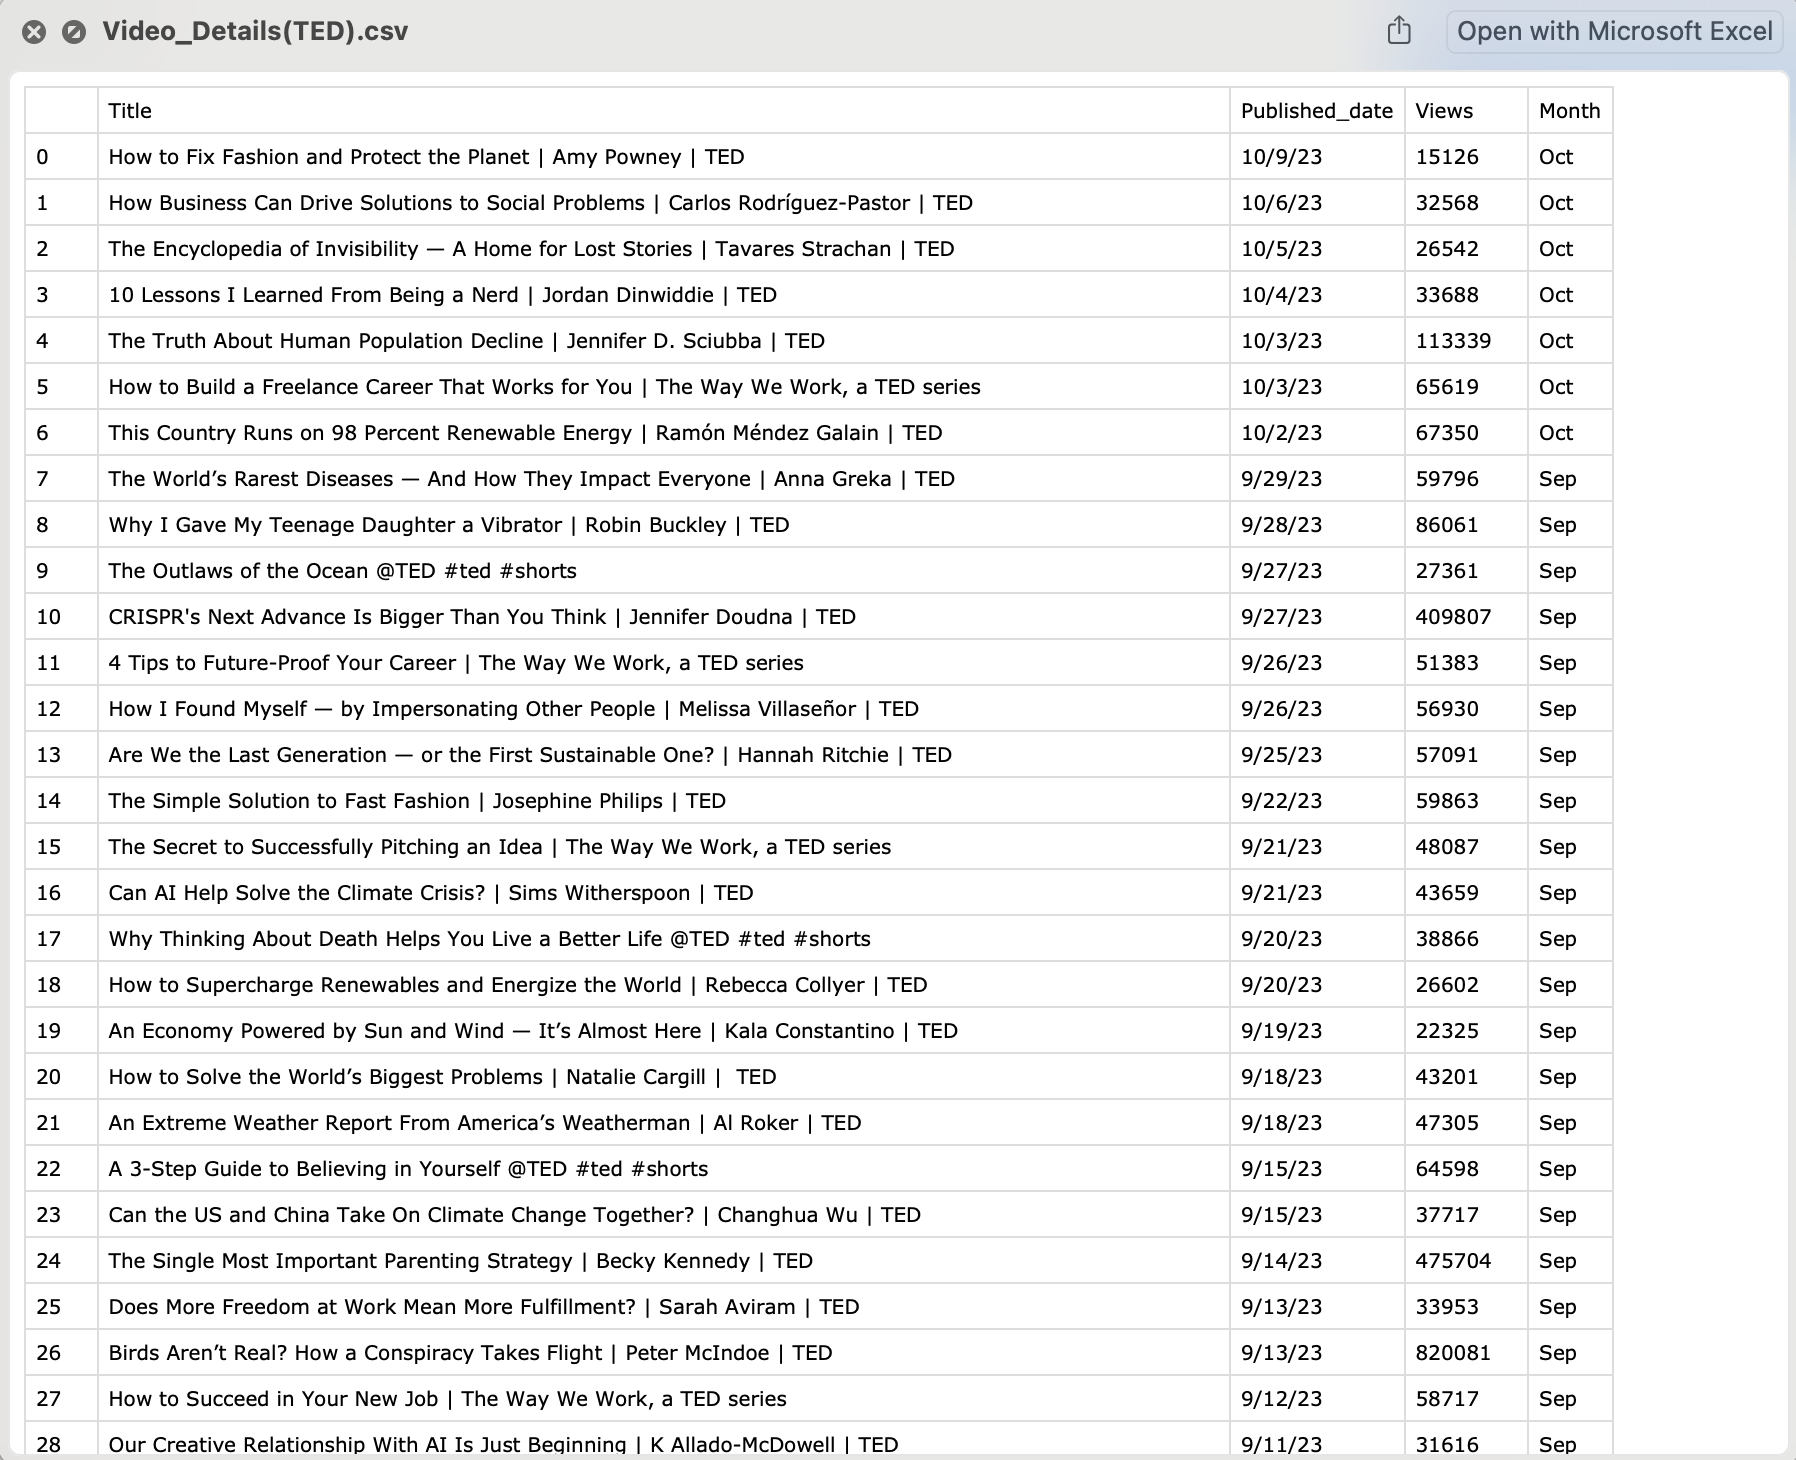 Video_Details(TED).csv Open with Microsoft Excel
Title Published_date Views Month
0 How to Fix Fashion and Protect the Planet | Amy Powney | TED 10/9/23 15126 Oct
1 How Business Can Drive Solutions to Social Problems | Carlos Rodríguez-Pastor | TED 10/6/23 32568 Oct
2 The Encyclopedia of Invisibility — A Home for Lost Stories | Tavares Strachan | TED 10/5/23 26542 Oct
3 10 Lessons I Learned From Being a Nerd | Jordan Dinwiddie | TED 10/4/23 33688 Oct
4 The Truth About Human Population Decline | Jennifer D. Sciubba | TED 10/3/23 113339 Oct
5 How to Build a Freelance Career That Works for You | The Way We Work, a TED series 10/3/23 65619 Oct
6 This Country Runs on 98 Percent Renewable Energy | Ramón Méndez Galain | TED 10/2/23 67350 Oct
7 The World’s Rarest Diseases — And How They Impact Everyone | Anna Greka | TED 9/29/23 59796 Sep
8 Why I Gave My Teenage Daughter a Vibrator | Robin Buckley | TED 9/28/23 86061 Sep
9 The Outlaws of the Ocean @TED #ted #shorts 9/27/23 27361 Sep
10 CRISPR's Next Advance Is Bigger Than You Think | Jennifer Doudna | TED 9/27/23 409807 Sep
11 4 Tips to Future-Proof Your Career | The Way We Work, a TED series 9/26/23 51383 Sep
12 How I Found Myself — by Impersonating Other People | Melissa Villaseñor | TED 9/26/23 56930 Sep
13 Are We the Last Generation — or the First Sustainable One? | Hannah Ritchie | TED 9/25/23 57091 Sep
14 The Simple Solution to Fast Fashion | Josephine Philips | TED 9/22/23 59863 Sep
15 The Secret to Successfully Pitching an Idea | The Way We Work, a TED series 9/21/23 48087 Sep
16 Can AI Help Solve the Climate Crisis? | Sims Witherspoon | TED 9/21/23 43659 Sep
17 Why Thinking About Death Helps You Live a Better Life @TED #ted #shorts 9/20/23 38866 Sep
18 How to Supercharge Renewables and Energize the World | Rebecca Collyer | TED 9/20/23 26602 Sep
19 An Economy Powered by Sun and Wind — It’s Almost Here | Kala Constantino | TED 9/19/23 22325 Sep
20 How to Solve the World’s Biggest Problems | Natalie Cargill |  TED 9/18/23 43201 Sep
21 An Extreme Weather Report From America’s Weatherman | Al Roker | TED 9/18/23 47305 Sep
22 A 3-Step Guide to Believing in Yourself @TED #ted #shorts 9/15/23 64598 Sep
23 Can the US and China Take On Climate Change Together? | Changhua Wu | TED 9/15/23 37717 Sep
24 The Single Most Important Parenting Strategy | Becky Kennedy | TED 9/14/23 475704 Sep
25 Does More Freedom at Work Mean More Fulfillment? | Sarah Aviram | TED 9/13/23 33953 Sep
26 Birds Aren’t Real? How a Conspiracy Takes Flight | Peter McIndoe | TED 9/13/23 820081 Sep
27 How to Succeed in Your New Job | The Way We Work, a TED series 9/12/23 58717 Sep
28 Our Creative Relationship With AI Is Just Beginning | K Allado-McDowell | TED 9/11/23 31616 Sep